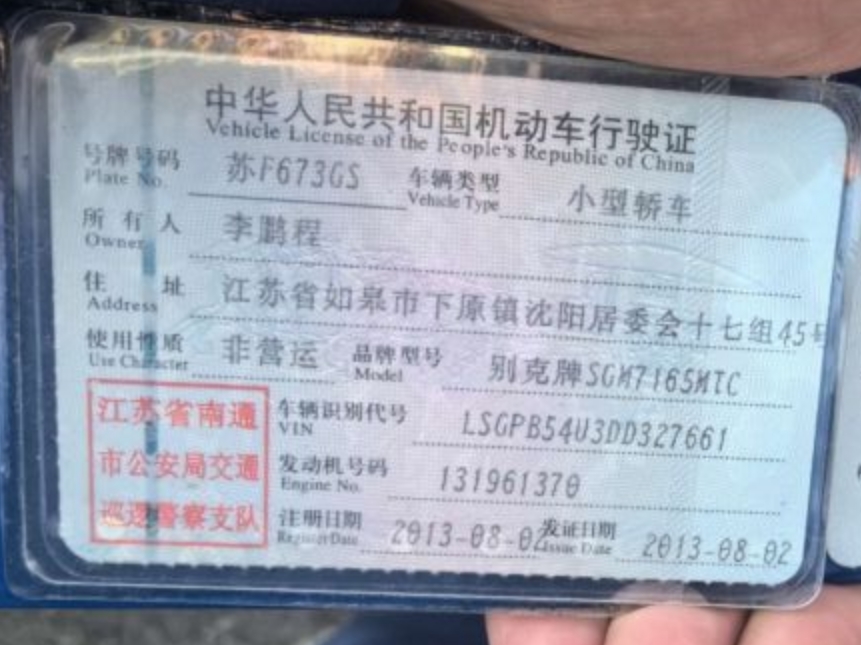 中华人民共和国机动车行驶证
Vehicle License of the People's Republic of China
号牌号码 苏F673GS 车辆类型 小型轿车
Plate No. Vehicle Type
所有人 李鹏程
Owner
住址 江苏省如皋市下原镇沈阳居委会十七组45号
Address
使用性质 非营运 品牌型号 别克牌SGM7165MTC
Use Character Model
江苏省南通
市公安局交通
巡逻警察支队
车辆识别代号 LSGPB54U3DD327661
VIN
发动机号码 131961370
Engine No.
注册日期 2013-08-02 发证日期 2013-08-02
Register Date Issue Date